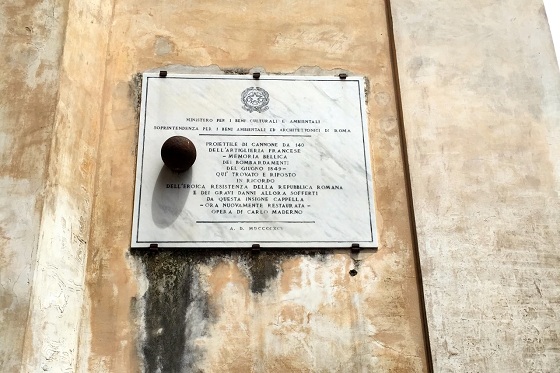 MINISTERO PER I BENI CULTURALI E AMBIENTALI
SOPRINTENDENZA PER I BENI AMBIENTALI ED ARCHITETTONICI DI ROMA
PROIETTILE DI CANNONE DA 140
DELL'ARTIGLIERIA FRANCESE
- MEMORIA BELLICA
DEI BOMBARDAMENTI
DEL GIUGNO 1849 -
QUI TROVATO E RIPOSTO
IN RICORDO
DELL'EROICA RESISTENZA DELLA REPUBBLICA ROMANA
E DEI GRAVI DANNI ALLORA SOFFERTI
DA QUESTA INSIGNE CAPPELLA
- ORA NUOVAMENTE RESTAURATA -
OPERA DI CARLO MADERNO
A. D.